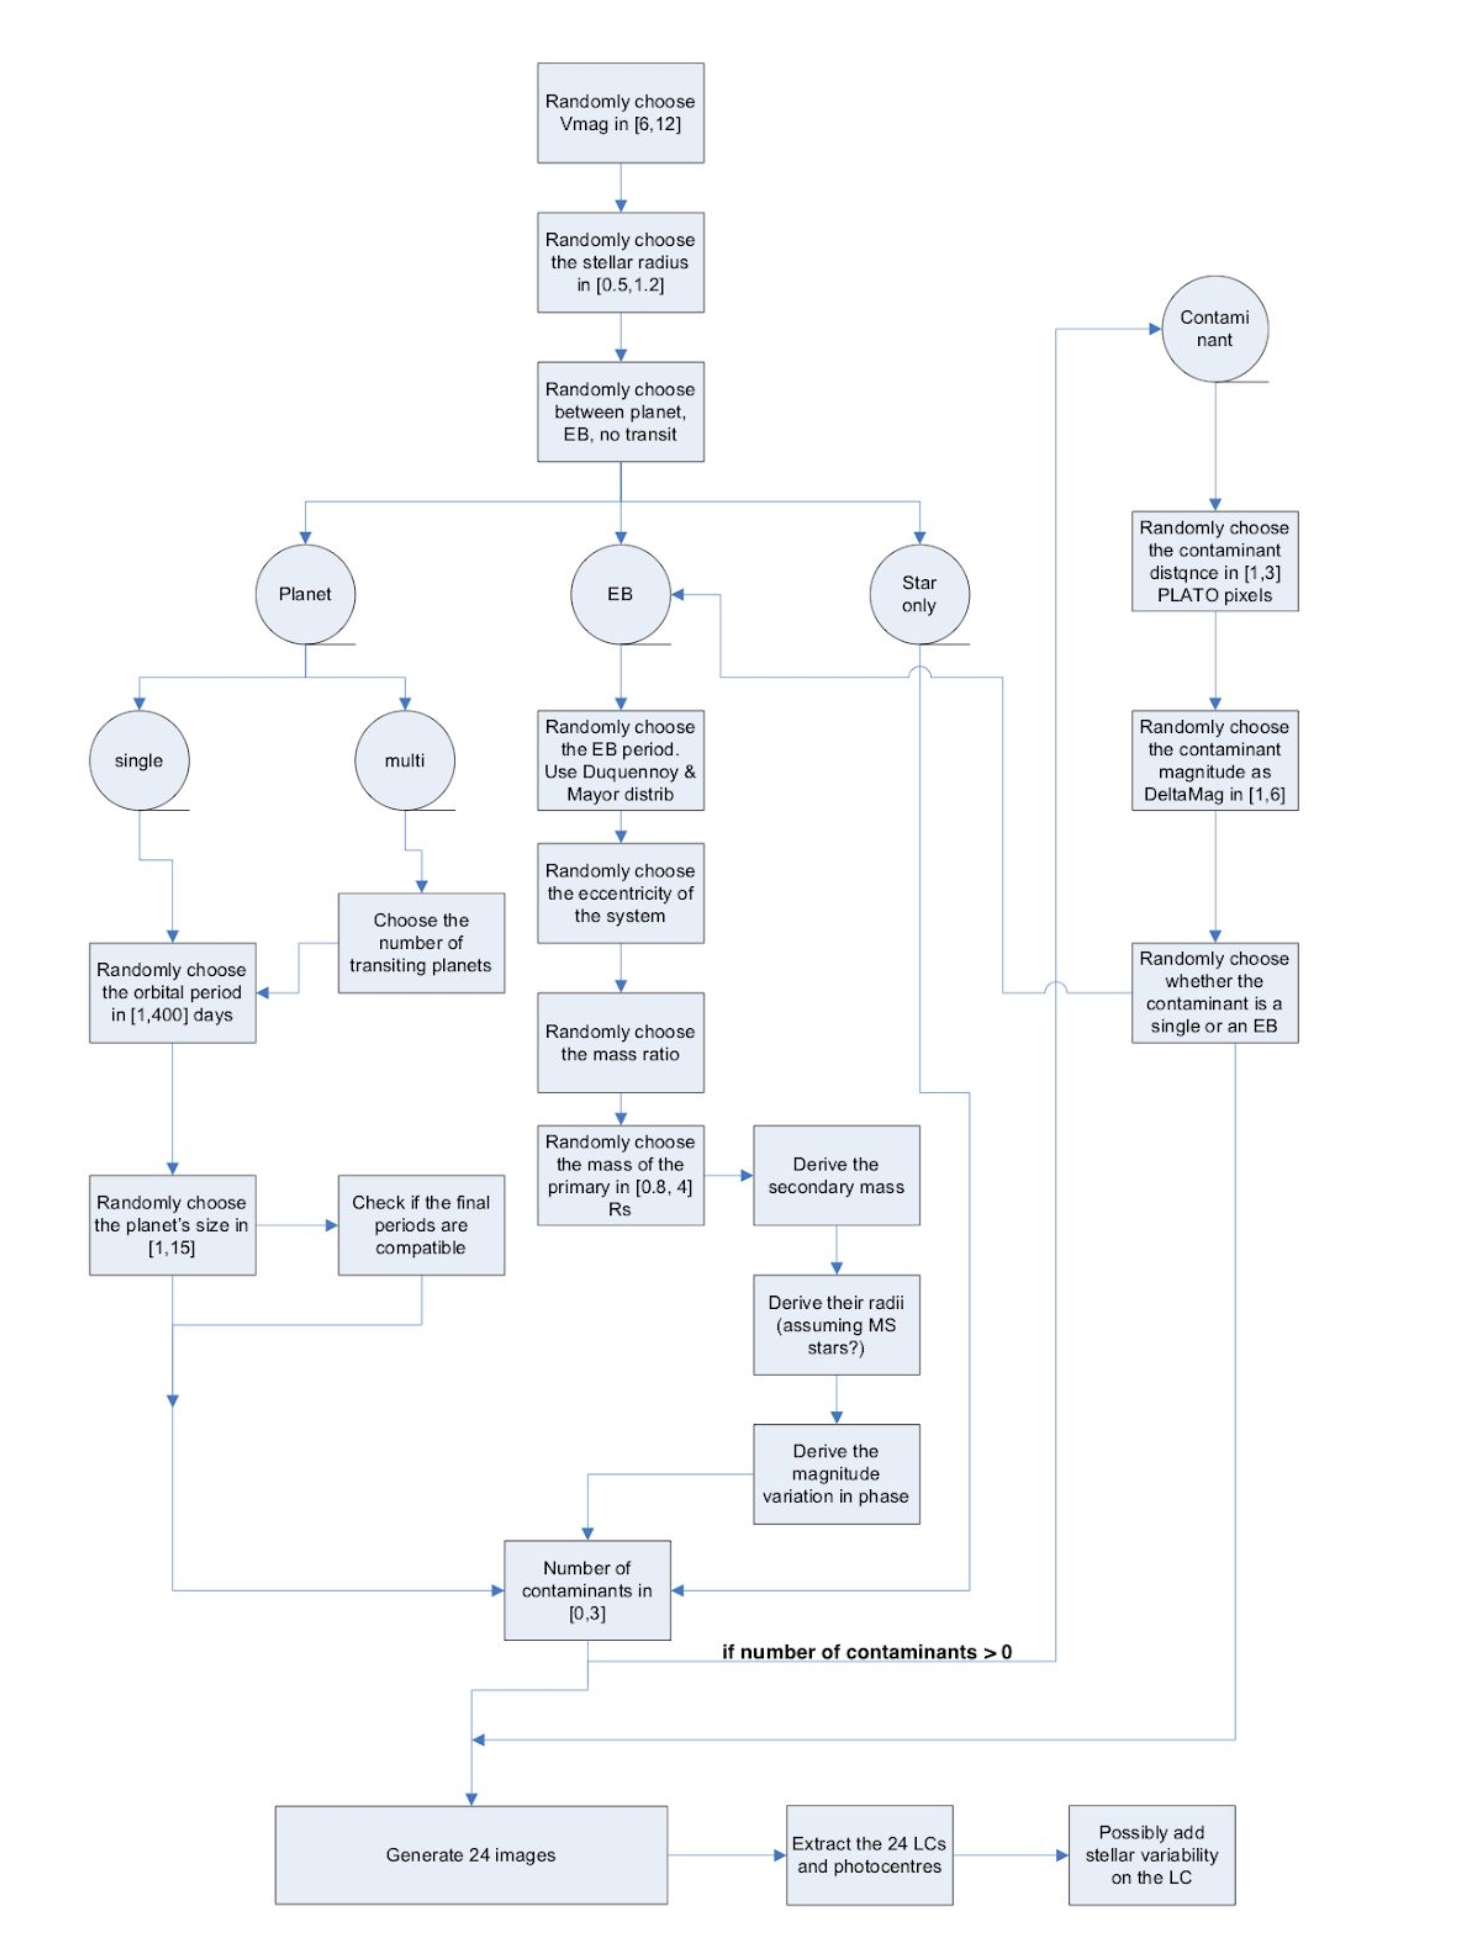 Randomly choose
Vmag in [6,12]
Randomly choose
the stellar radius
in [0.5,1.2]
Contami
nant
Randomly choose
between planet,
EB, no transit
Planet
EB
Star
only
Randomly choose
the contaminant
distqnce in [1,3]
PLATO pixels
single
multi
Randomly choose
the EB period.
Use Duquennoy &
Mayor distrib
Randomly choose
the contaminant
magnitude as
DeltaMag in [1,6]
Randomly choose
the eccentricity of
the system
Choose the
number of
transiting planets
Randomly choose
the orbital period
in [1,400] days
Randomly choose
whether the
contaminant is a
single or an EB
Randomly choose
the mass ratio
Randomly choose
the mass of the
primary in [0.8, 4]
Rs
Derive the
secondary mass
Randomly choose
the planet's size in
[1,15]
Check if the final
periods are
compatible
Derive their radii
(assuming MS
stars?)
Derive the
magnitude
variation in phase
Number of
contaminants in
[0,3]
if number of contaminants > 0
Generate 24 images
Extract the 24 LCs
and photocentres
Possibly add
stellar variability
on the LC